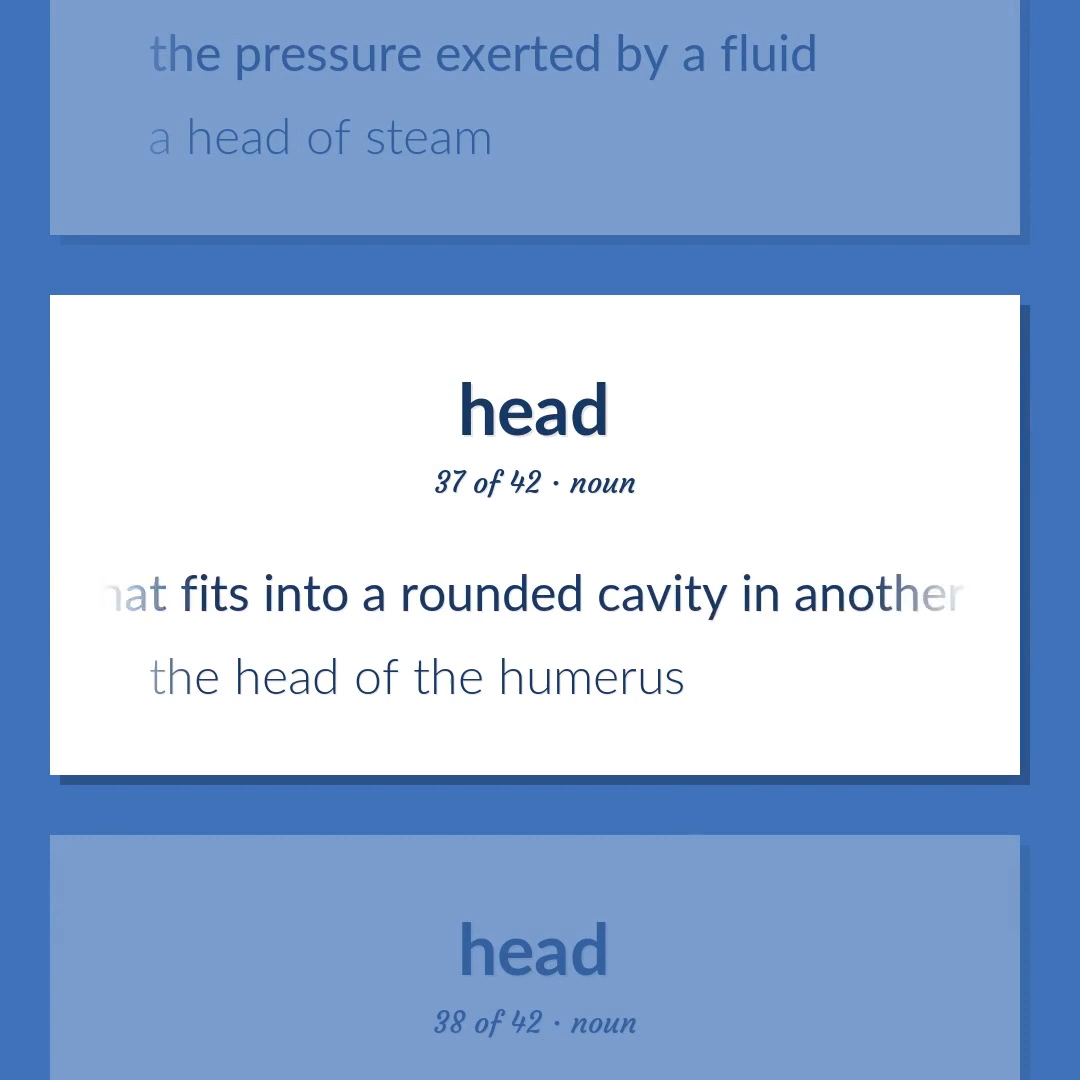 the pressure exerted by a fluid
a head of steam
head
37 of 42 · noun
fits into a rounded cavity in another
the head of the humerus
head
38 of 42 · noun